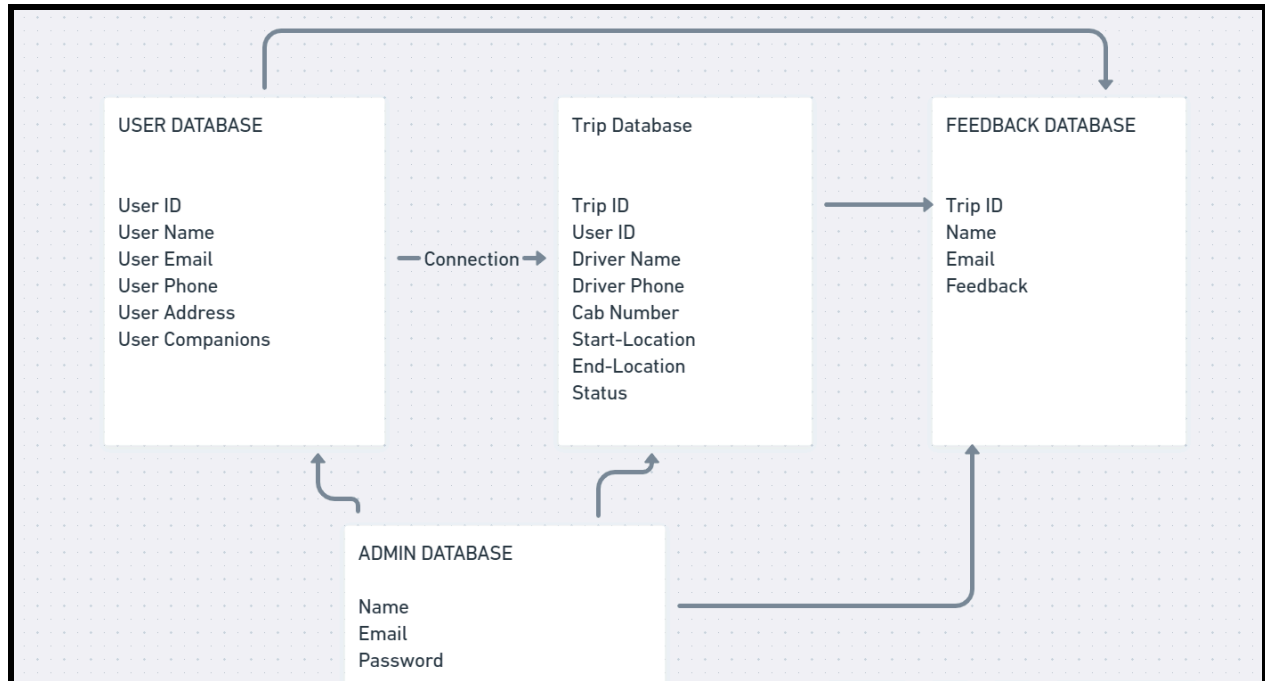 USER DATABASE
User ID
User Name
User Email
User Phone
User Address
User Companions
Connection
Trip Database
Trip ID
User ID
Driver Name
Driver Phone
Cab Number
Start-Location
End-Location
Status
FEEDBACK DATABASE
Trip ID
Name
Email
Feedback
ADMIN DATABASE
Name
Email
Password